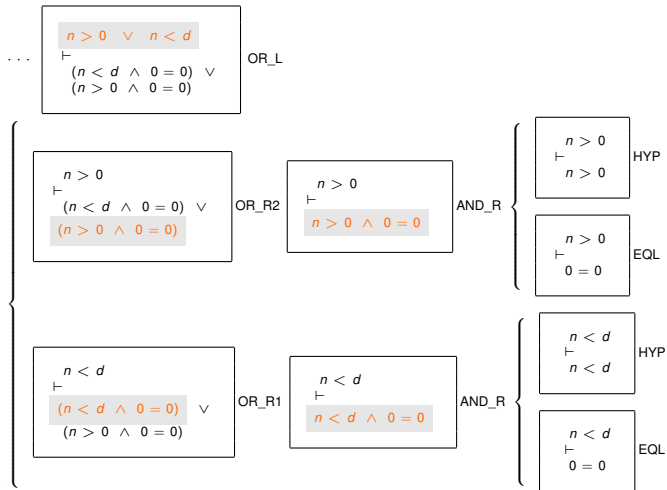 n > 0 ∨ n < d
⊢
(n < d ∧ 0 = 0) ∨
(n > 0 ∧ 0 = 0)
. . .
OR_L
n > 0
⊢
(n < d ∧ 0 = 0) ∨
(n > 0 ∧ 0 = 0)
OR_R2
n > 0
⊢
n > 0 ∧ 0 = 0
AND_R
n > 0
⊢
n > 0
HYP
n > 0
⊢
0 = 0
EQL
n < d
⊢
(n < d ∧ 0 = 0) ∨
(n > 0 ∧ 0 = 0)
OR_R1
n < d
⊢
n < d ∧ 0 = 0
AND_R
n < d
⊢
n < d
HYP
n < d
⊢
0 = 0
EQL